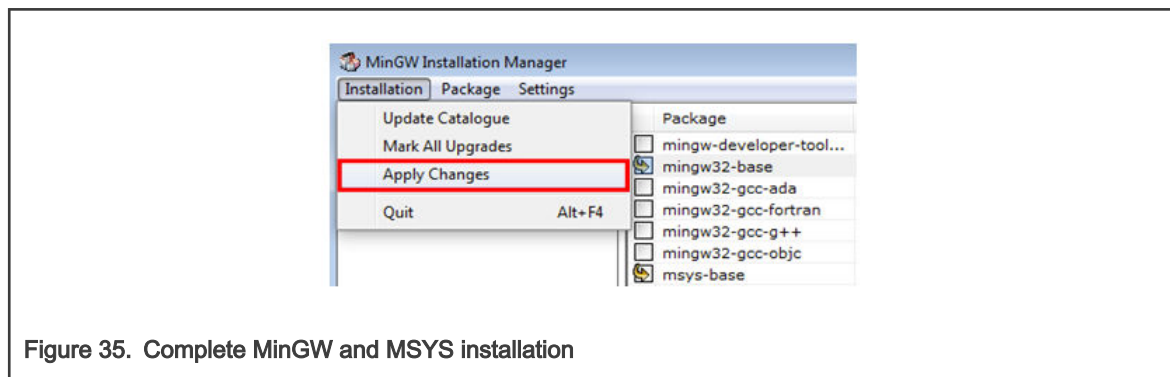 MinGW Installation Manager
Installation Package Settings
Update Catalogue
Mark All Upgrades
Apply Changes
Quit Alt+F4
Package
mingw-developer-tool...
mingw32-base
mingw32-gcc-ada
mingw32-gcc-fortran
mingw32-gcc-g++
mingw32-gcc-objc
msys-base
Figure 35. Complete MinGW and MSYS installation